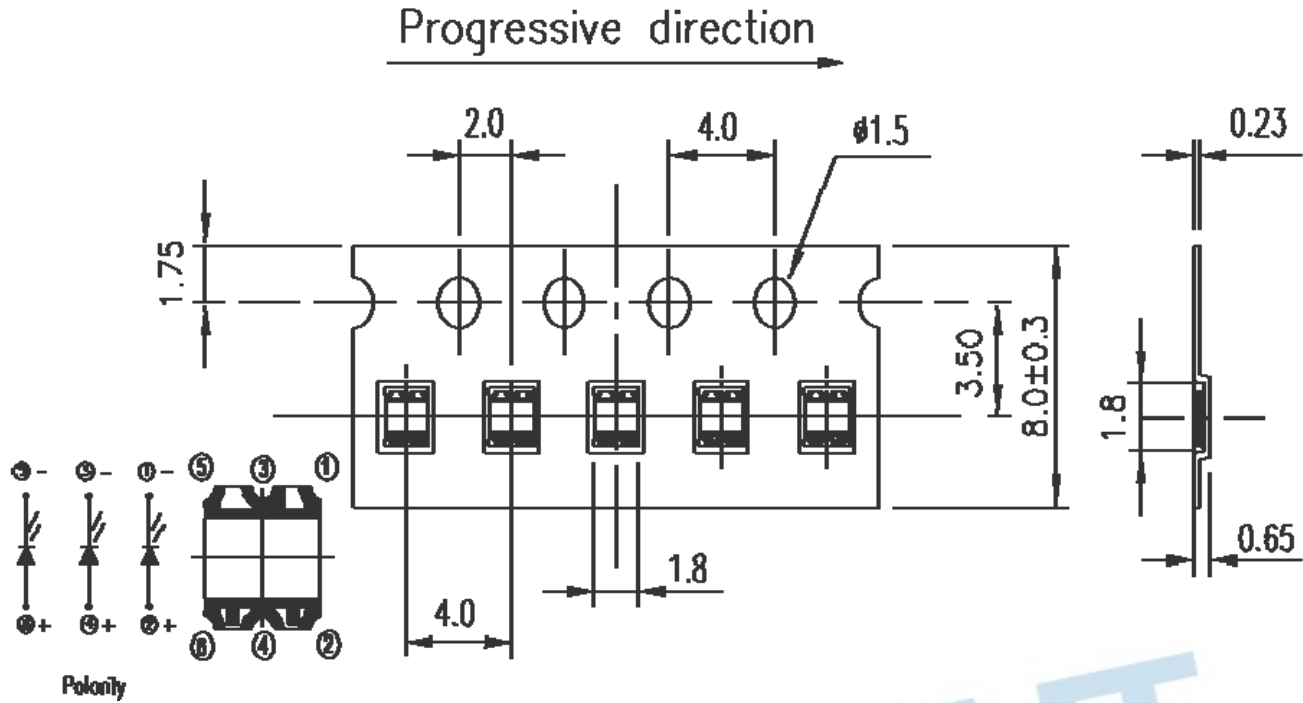 Progressive direction
2.0
4.0
ø1.5
0.23
1.75
3.50
8.0±0.3
1.8
⑤ ③ ①
- - -
+ + +
⑥ ④ ②
1.8
4.0
0.65
Polarity